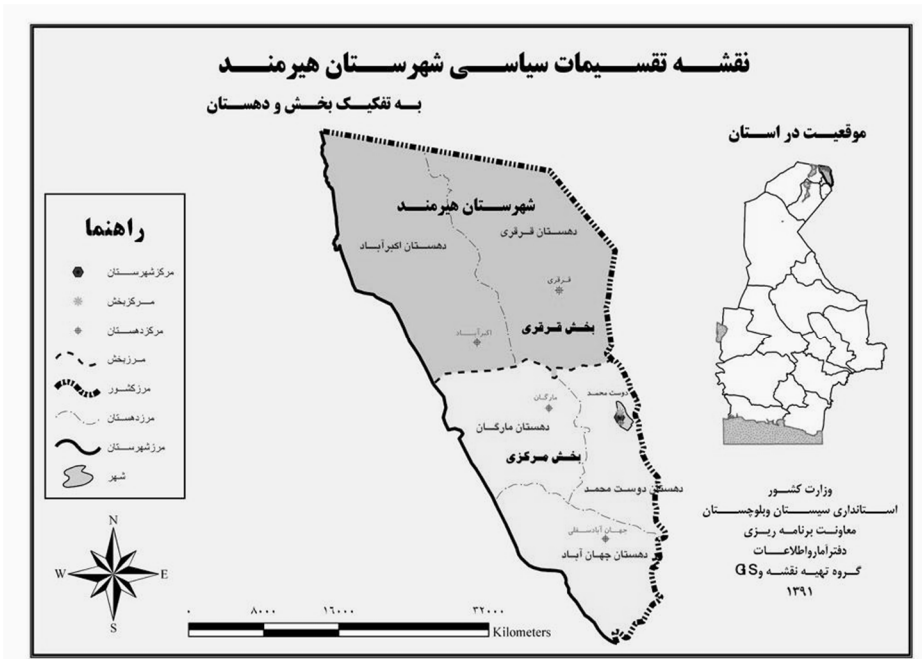 نقشه تقسیمات سیاسی شهرستان هیرمند
به تفکیک بخش و دهستان
موقعیت در استان
راهنما
مرکزشهرستان
مرکزبخش
مرکزدهستان
مرزبخش
مرزکشور
مرزدهستان
مرزشهرستان
شهر
شهرستان هیرمند
دهستان قرقری
دهستان اکبرآباد
قرقری
بخش قرقری
اکبرآباد
دوست محمد
مارگان
دهستان مارگان
بخش مرکزی
دهستان دوست محمد
جهان آبادسفلی
دهستان جهان آباد
وزارت کشور
استانداری سیستان وبلوچستان
معاونت برنامه ریزی
دفترآمارواطلاعات
گروه تهیه نقشه وGIS
۱۳۹۱
N
W E
S
۰ ۸۰۰۰ ۱۶۰۰۰ ۳۲۰۰۰
Kilometers